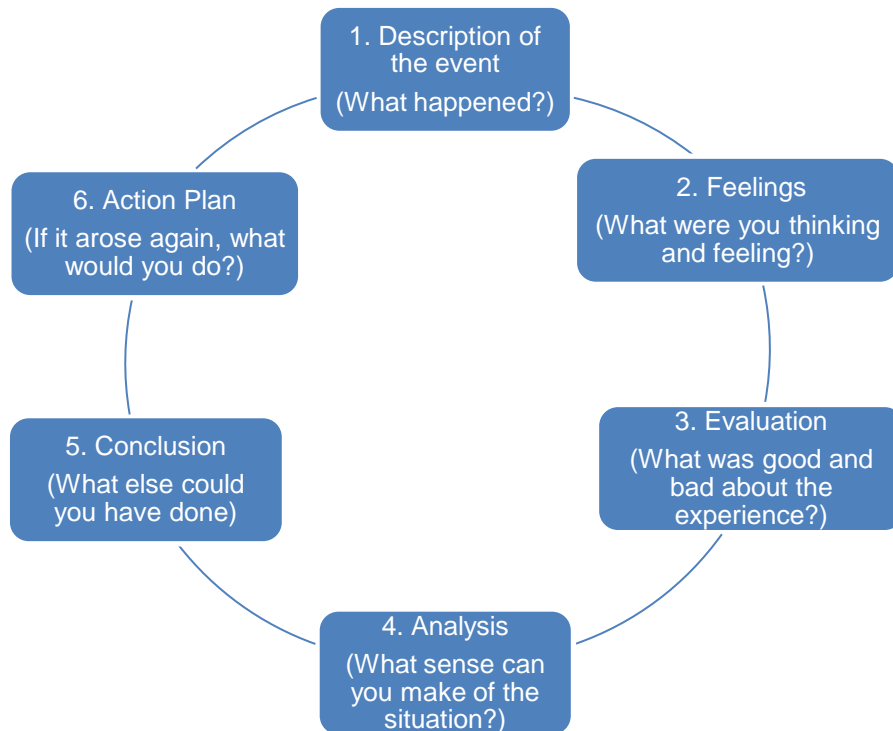 1. Description of
the event
(What happened?)
2. Feelings
(What were you thinking
and feeling?)
3. Evaluation
(What was good and
bad about the
experience?)
4. Analysis
(What sense can
you make of the
situation?)
5. Conclusion
(What else could
you have done)
6. Action Plan
(If it arose again, what
would you do?)